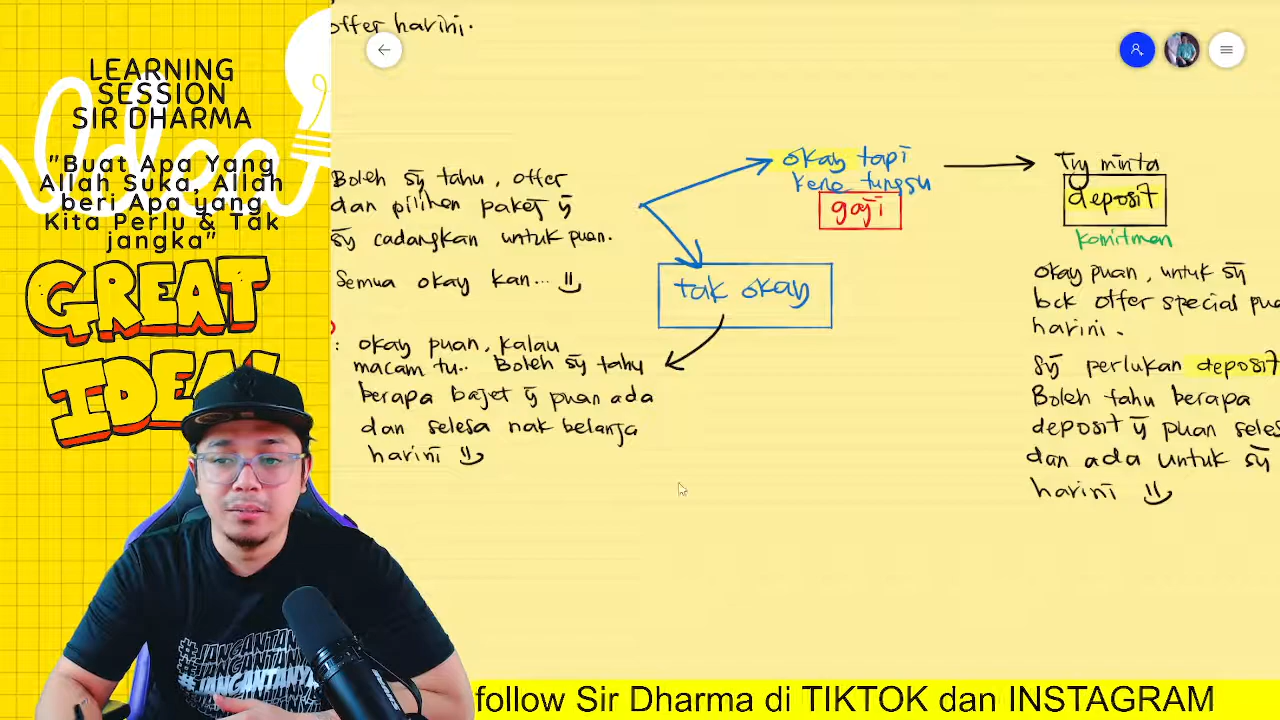 offer harini.
LEARNING
SESSION
SIR DHARMA
"Buat Apa Yang
Allah Suka, Allah
beri Apa yang
Kita Perlu & Tak
jangka"
GREAT
IDEA!
Boleh sy tahu, offer
dan pilihan pakej yg
sy cadangkan untuk puan.
Semua okay kan...
: okay puan, kalau
macam tu.. Boleh sy tahu
berapa bajet yg puan ada
dan selesa nak belanja
harini
okay tapi
kena tunggu
gaji
tak okay
Try minta
deposit
komitmen
okay puan, untuk sy
lock offer special pua
harini.
sy perlukan deposit
Boleh tahu berapa
deposit yg puan seles
dan ada untuk sy
harini
#JANGANTANYA
follow Sir Dharma di TIKTOK dan INSTAGRAM